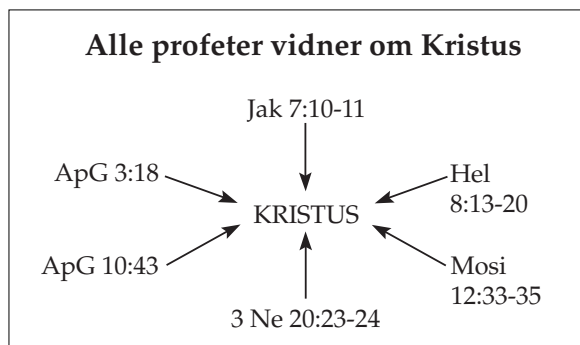 Alle profeter vidner om Kristus
Jak 7:10-11
ApG 3:18
Hel
8:13-20
KRISTUS
ApG 10:43
Mosi
12:33-35
3 Ne 20:23-24